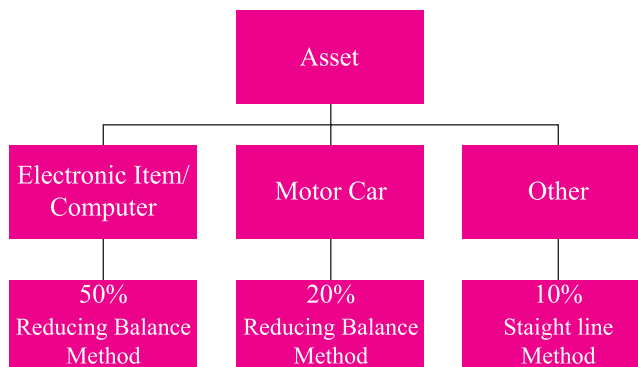 Asset
Electronic Item/
Computer
Motor Car
Other
50%
Reducing Balance
Method
20%
Reducing Balance
Method
10%
Staight line
Method